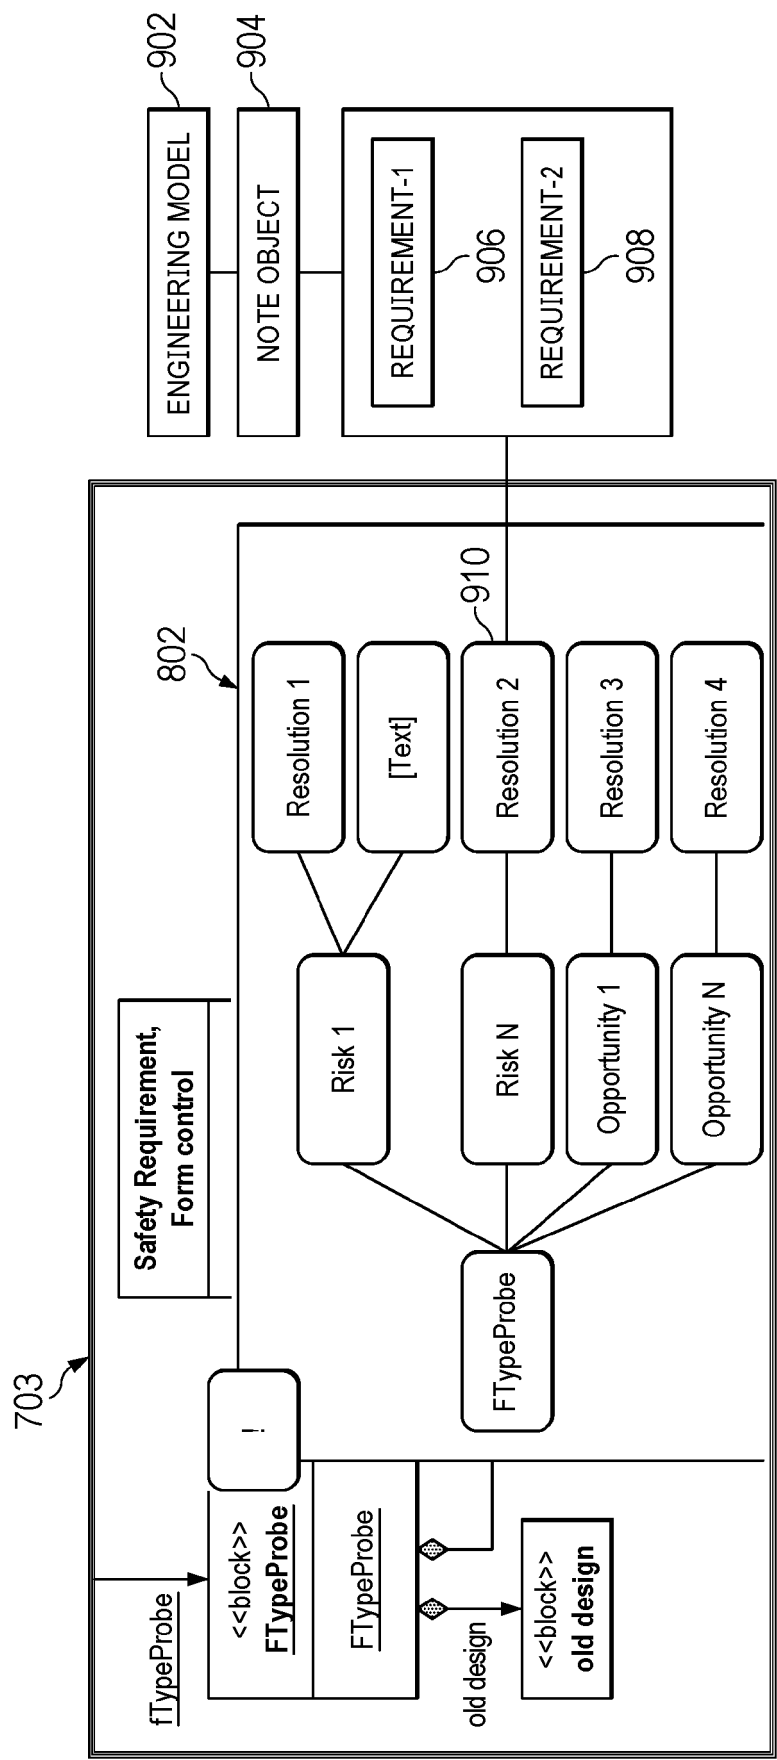 703
fTypeProbe
<<block>>
FTypeProbe
FTypeProbe
old design
<<block>>
old design
!
Safety Requirement,
Form control
802
FTypeProbe
Risk 1
Risk N
Opportunity 1
Opportunity N
Resolution 1
[Text]
Resolution 2
910
Resolution 3
Resolution 4
ENGINEERING MODEL
902
NOTE OBJECT
904
REQUIREMENT-1
906
REQUIREMENT-2
908